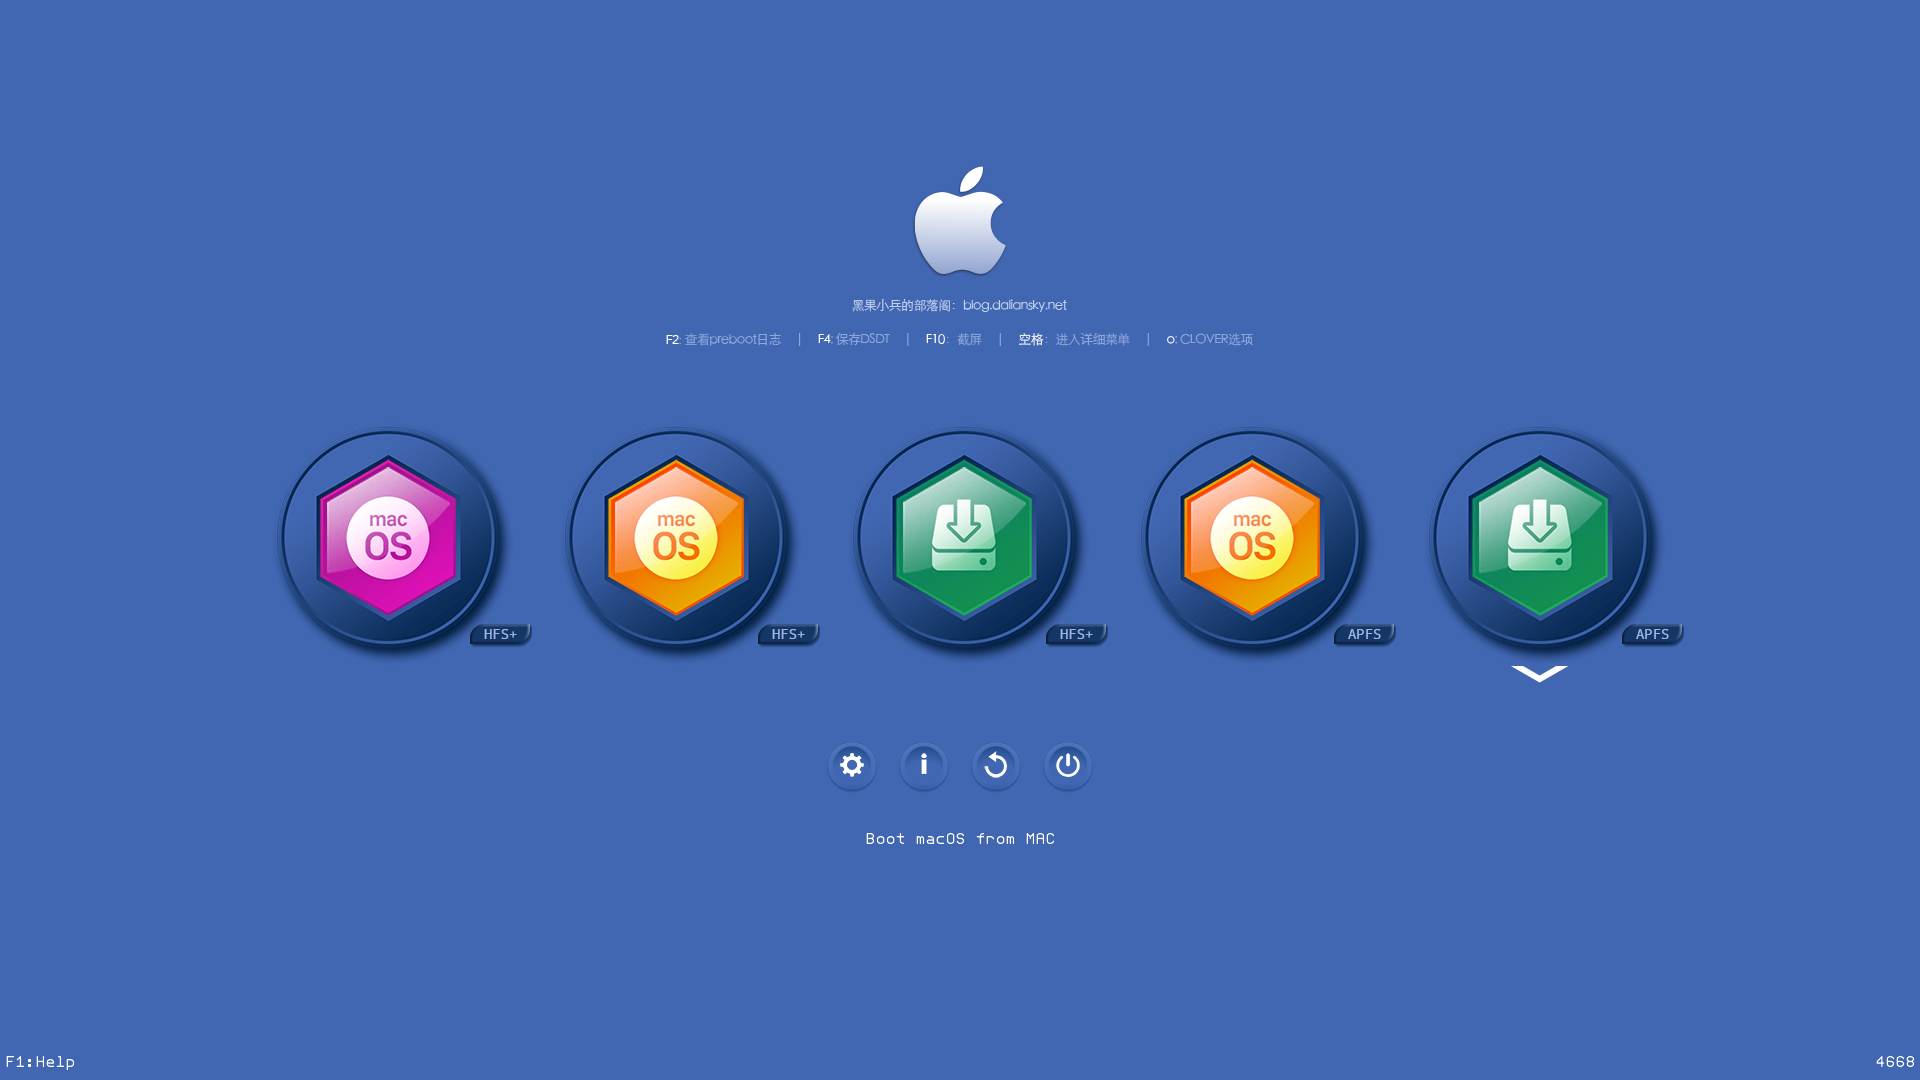 黑果小兵的部落阁：blog.daliansky.net
F2: 查看preboot日志 | F4: 保存DSDT | F10: 截屏 | 空格: 进入详细菜单 | o: CLOVER选项
mac OS
mac OS
mac OS
HFS+
HFS+
HFS+
APFS
APFS
Boot macOS from MAC
F1:Help
4668